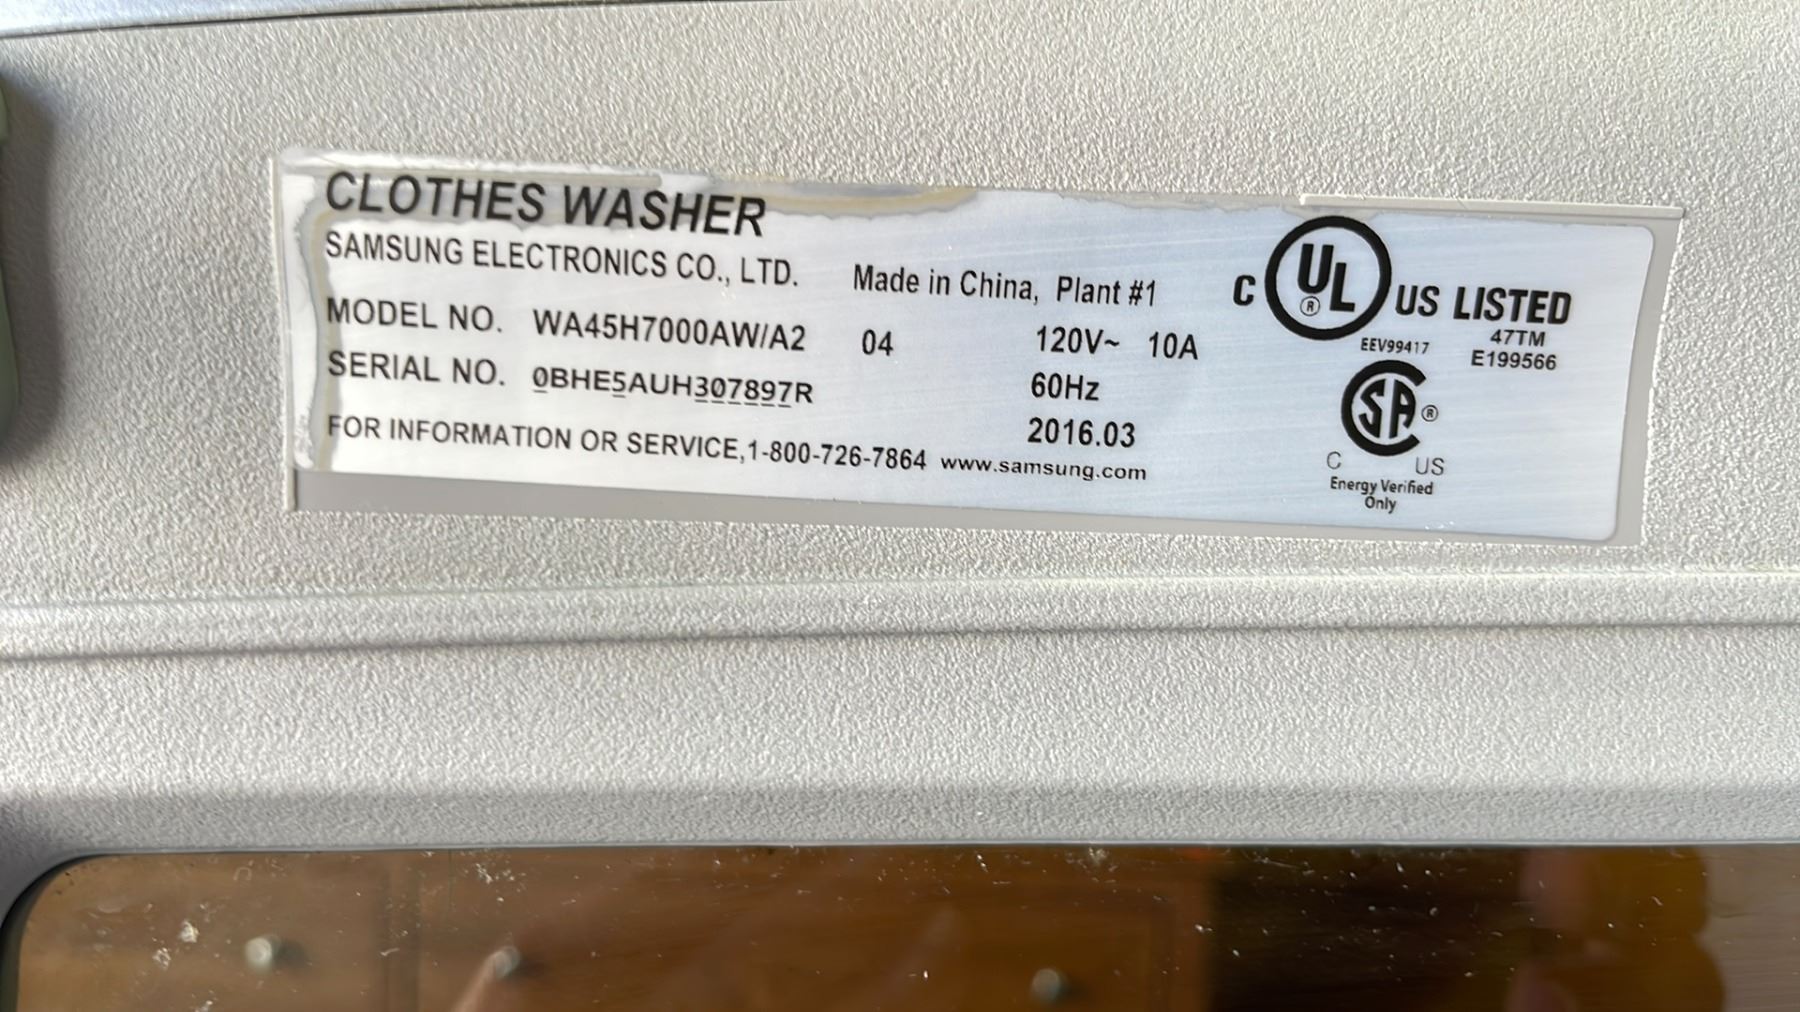 CLOTHES WASHER
SAMSUNG ELECTRONICS CO., LTD. Made in China, Plant #1
MODEL NO. WA45H7000AW/A2 04 120V~ 10A
SERIAL NO. 0BHE5AUH307897R 60Hz
2016.03
FOR INFORMATION OR SERVICE,1-800-726-7864 www.samsung.com
C UL® US LISTED
47TM
EEV99417 E199566
SA®
C US
Energy Verified
Only